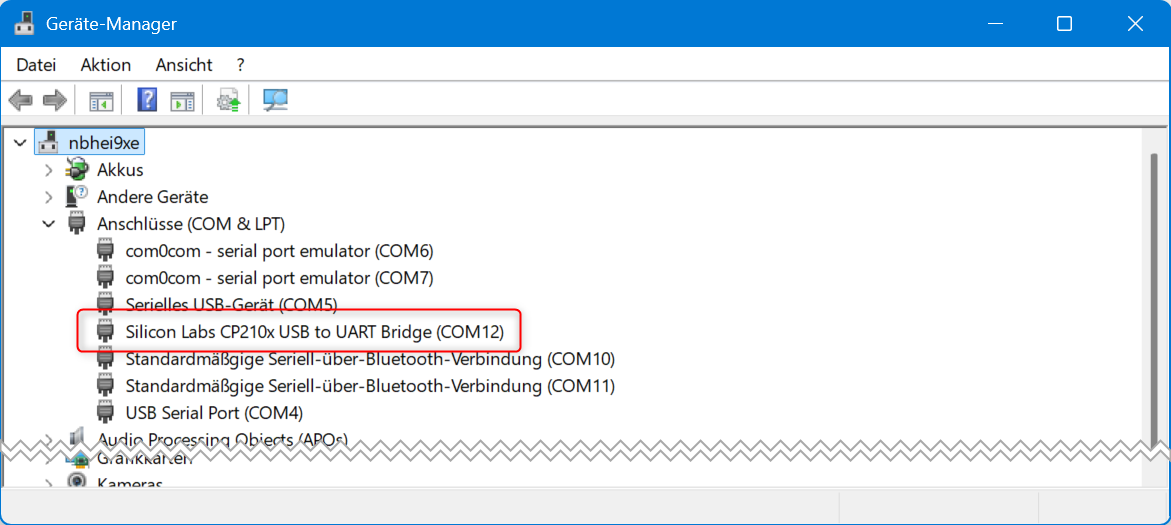 Geräte-Manager
Datei Aktion Ansicht ?
nbhei9xe
Akkus
Andere Geräte
Anschlüsse (COM & LPT)
com0com - serial port emulator (COM6)
com0com - serial port emulator (COM7)
Serielles USB-Gerät (COM5)
Silicon Labs CP210x USB to UART Bridge (COM12)
Standardmäßgige Seriell-über-Bluetooth-Verbindung (COM10)
Standardmäßgige Seriell-über-Bluetooth-Verbindung (COM11)
USB Serial Port (COM4)
Audio Processing Objects (APOs)
Grafikkarten
Kameras